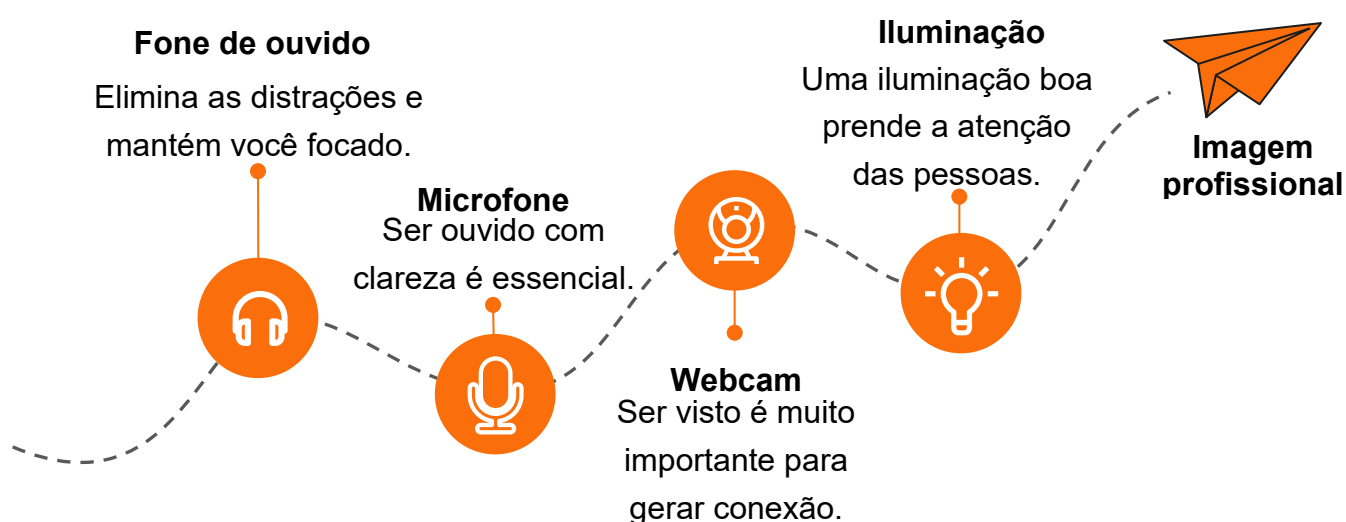 Fone de ouvido
Elimina as distrações e
mantém você focado.
Microfone
Ser ouvido com
clareza é essencial.
Webcam
Ser visto é muito
importante para
gerar conexão.
Iluminação
Uma iluminação boa
prende a atenção
das pessoas.
Imagem
profissional